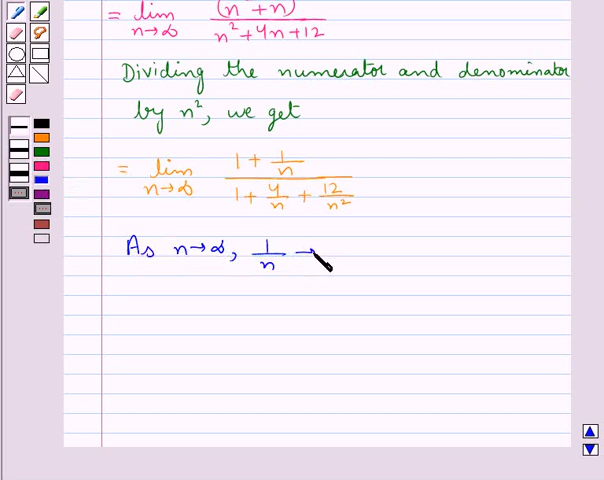 = lim n→∞ (n² + n) / n² + 4n + 12
Dividing the numerator and denominator
by n², we get
= lim n→∞ 1 + 1/n / 1 + 4/n + 12/n²
As n→∞, 1/n →